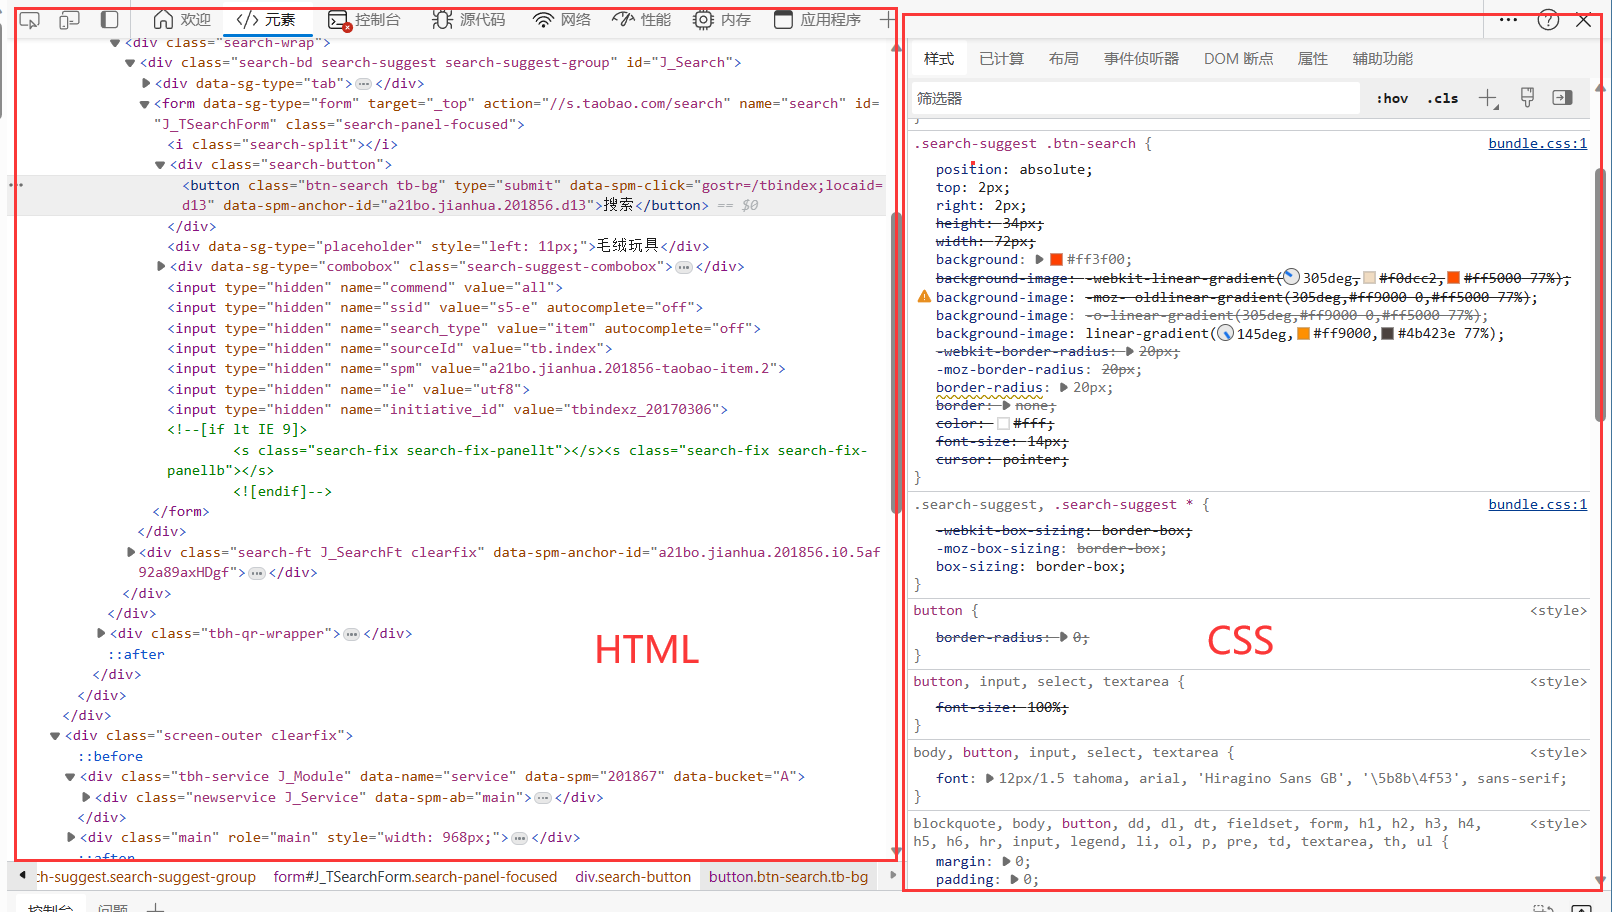 欢迎 </> 元素 控制台 源代码 网络 性能 内存 应用程序
<div class="search-wrap">
<div class="search-bd search-suggest search-suggest-group" id="J_Search">
<div data-sg-type="tab"> ⋯ </div>
<form data-sg-type="form" target="_top" action="//s.taobao.com/search" name="search" id=
"J_TSearchForm" class="search-panel-focused">
<i class="search-split"></i>
<div class="search-button">
<button class="btn-search tb-bg" type="submit" data-spm-click="gostr=/tbindex;locaid=
d13" data-spm-anchor-id="a21bo.jianhua.201856.d13">搜索</button> == $0
</div>
<div data-sg-type="placeholder" style="left: 11px;">毛绒玩具</div>
<div data-sg-type="combobox" class="search-suggest-combobox"> ⋯ </div>
<input type="hidden" name="commend" value="all">
<input type="hidden" name="ssid" value="s5-e" autocomplete="off">
<input type="hidden" name="search_type" value="item" autocomplete="off">
<input type="hidden" name="sourceId" value="tb.index">
<input type="hidden" name="spm" value="a21bo.jianhua.201856-taobao-item.2">
<input type="hidden" name="ie" value="utf8">
<input type="hidden" name="initiative_id" value="tbindexz_20170306">
<!--[if lt IE 9]>
<s class="search-fix search-fix-panellt"></s><s class="search-fix search-fix-
panellb"></s>
<![endif]-->
</form>
</div>
<div class="search-ft J_SearchFt clearfix" data-spm-anchor-id="a21bo.jianhua.201856.i0.5af
92a89axHDgf"> ⋯ </div>
</div>
</div>
<div class="tbh-qr-wrapper"> ⋯ </div>
::after
</div>
</div>
</div>
<div class="screen-outer clearfix">
::before
<div class="tbh-service J_Module" data-name="service" data-spm="201867" data-bucket="A">
<div class="newservice J_Service" data-spm-ab="main"> ⋯ </div>
</div>
<div class="main" role="main" style="width: 968px;"> ⋯ </div>
::after
HTML
ch-suggest.search-suggest-group form#J_TSearchForm.search-panel-focused div.search-button button.btn-search.tb-bg
控制台 问题
样式 已计算 布局 事件侦听器 DOM 断点 属性 辅助功能
筛选器 :hov .cls
}
.search-suggest .btn-search { bundle.css:1
position: absolute;
top: 2px;
right: 2px;
height: 34px;
width: 72px;
background: #ff3f00;
background-image: -webkit-linear-gradient( 305deg, #f0dcc2, #ff5000 77%);
background-image: -moz- oldlinear-gradient(305deg,#ff9000 0,#ff5000 77%);
background-image: -o-linear-gradient(305deg,#ff9000 0,#ff5000 77%);
background-image: linear-gradient( 145deg, #ff9000, #4b423e 77%);
-webkit-border-radius: 20px;
-moz-border-radius: 20px;
border-radius: 20px;
border: none;
color: #fff;
font-size: 14px;
cursor: pointer;
}
.search-suggest, .search-suggest * { bundle.css:1
-webkit-box-sizing: border-box;
-moz-box-sizing: border-box;
box-sizing: border-box;
}
button { <style>
border-radius: 0;
}
CSS
button, input, select, textarea { <style>
font-size: 100%;
}
body, button, input, select, textarea { <style>
font: 12px/1.5 tahoma, arial, 'Hiragino Sans GB', '\5b8b\4f53', sans-serif;
}
blockquote, body, button, dd, dl, dt, fieldset, form, h1, h2, h3, h4, <style>
h5, h6, hr, input, legend, li, ol, p, pre, td, textarea, th, ul {
margin: 0;
padding: 0;